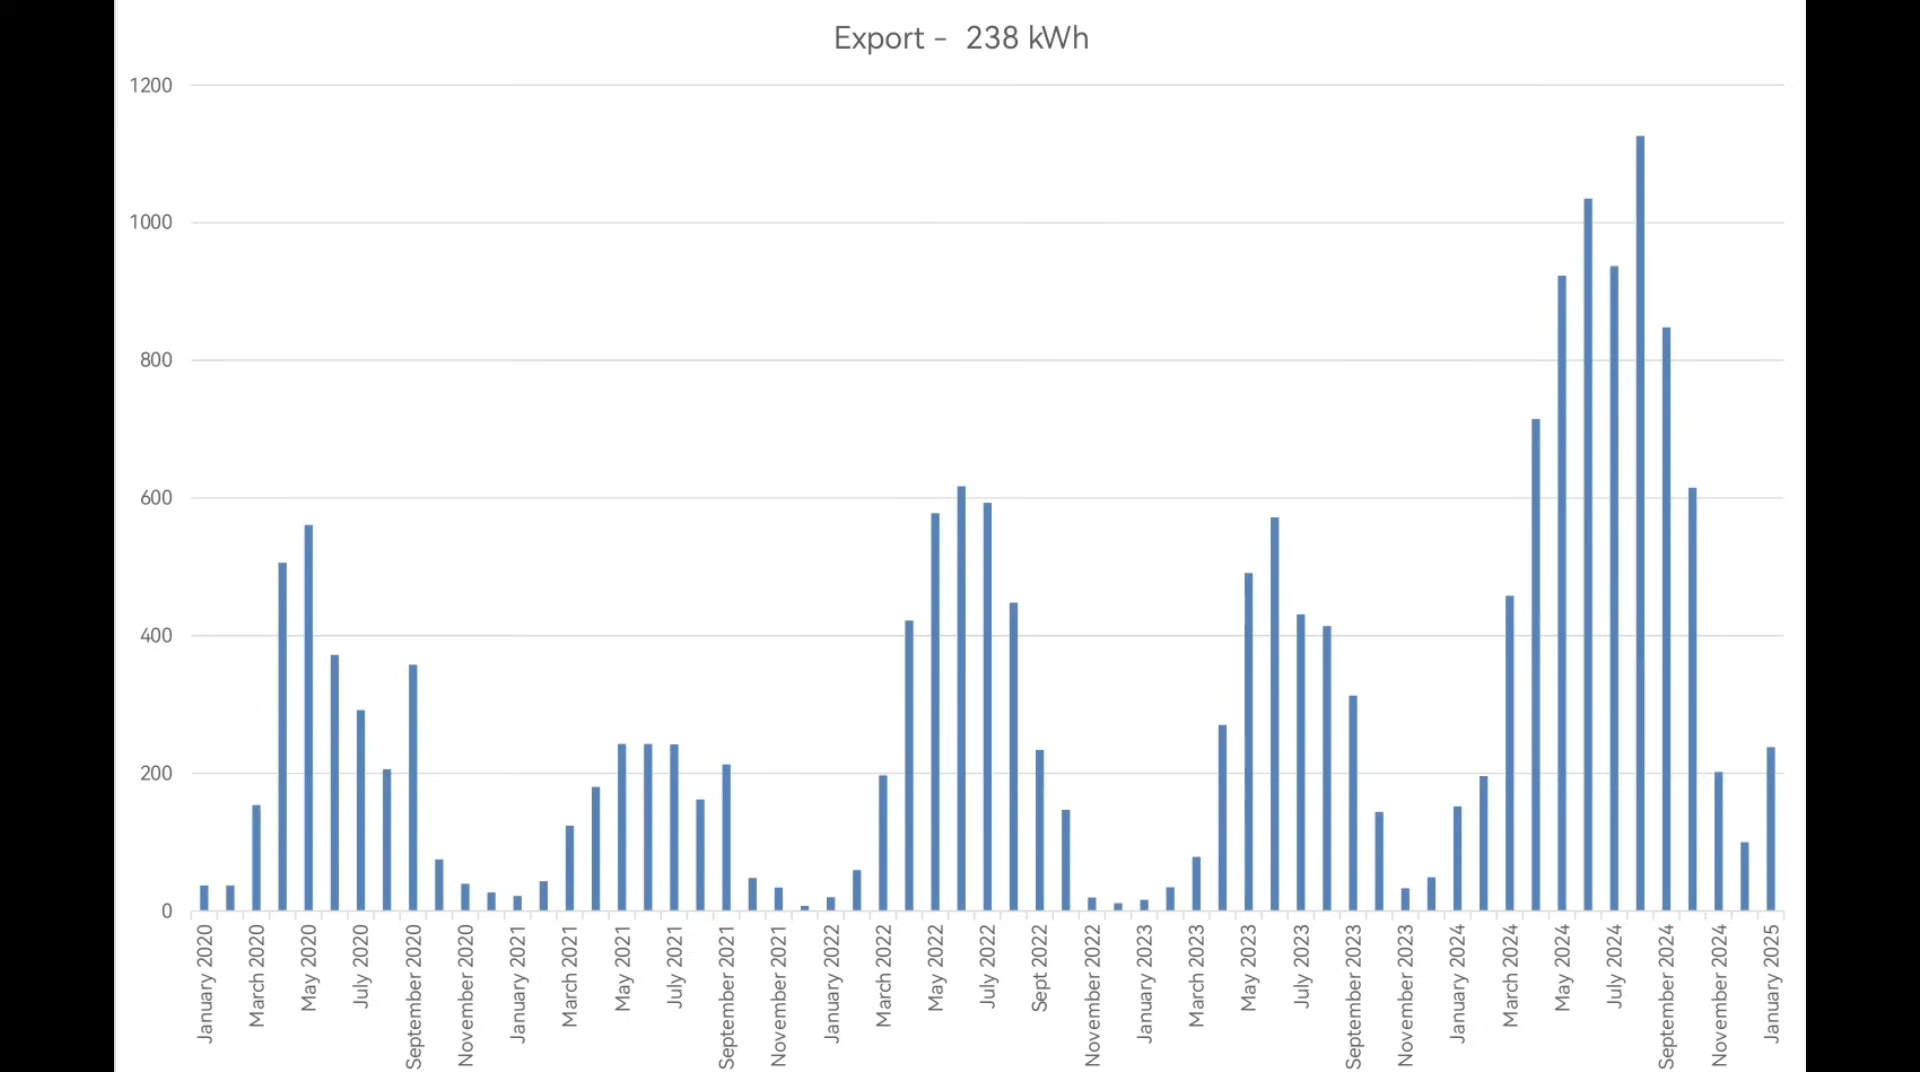 Export -  238 kWh
1200
1000
800
600
400
200
0
January 2020
March 2020
May 2020
July 2020
September 2020
November 2020
January 2021
March 2021
May 2021
July 2021
September 2021
November 2021
January 2022
March 2022
May 2022
July 2022
Sept 2022
November 2022
January 2023
March 2023
May 2023
July 2023
September 2023
November 2023
January 2024
March 2024
May 2024
July 2024
September 2024
November 2024
January 2025